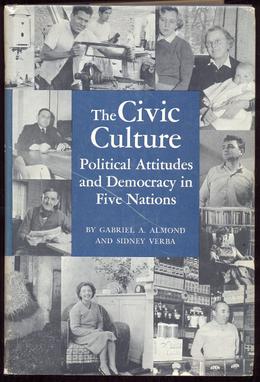 The Civic
Culture
Political Attitudes
and Democracy in
Five Nations
BY GABRIEL A. ALMOND
AND SIDNEY VERBA